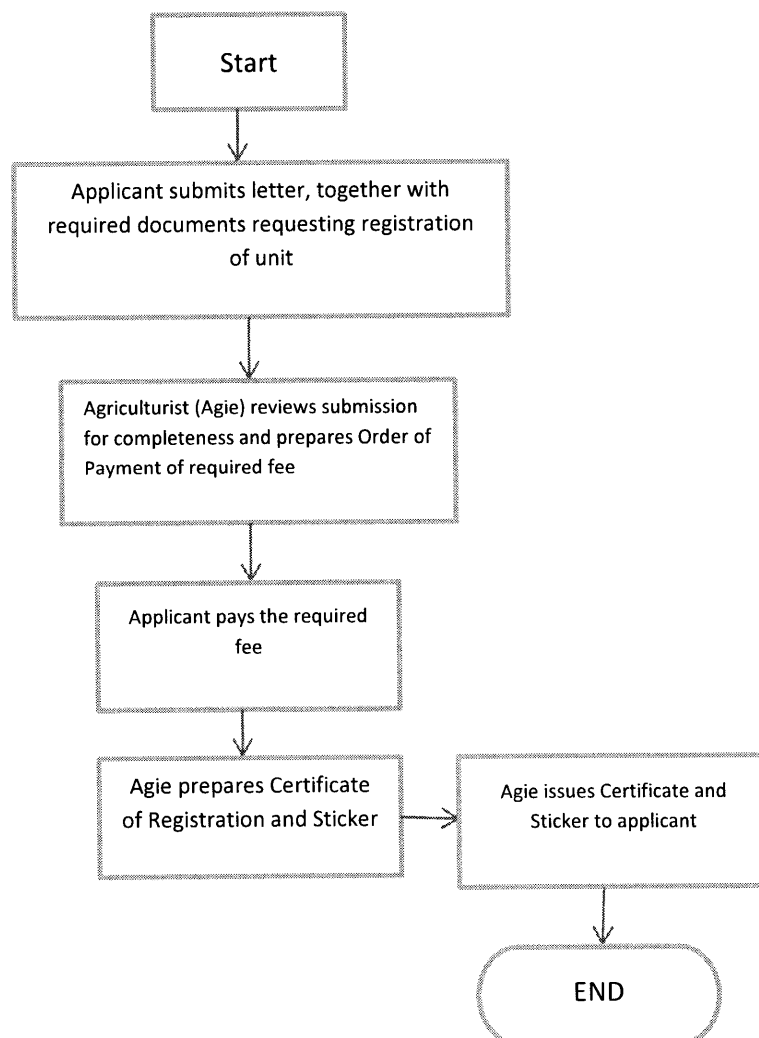 Start
Applicant submits letter, together with
required documents requesting registration
of unit
Agriculturist (Agie) reviews submission
for completeness and prepares Order of
Payment of required fee
Applicant pays the required
fee
Agie prepares Certificate
of Registration and Sticker
Agie issues Certificate and
Sticker to applicant
END